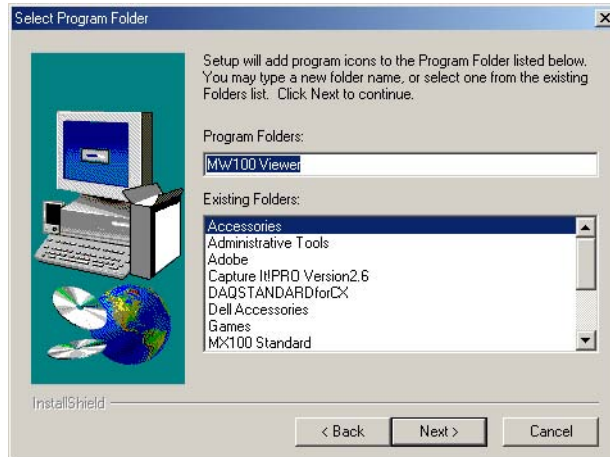 Select Program Folder
Setup will add program icons to the Program Folder listed below.
You may type a new folder name, or select one from the existing
Folders list. Click Next to continue.
Program Folders:
MW100 Viewer
Existing Folders:
Accessories
Administrative Tools
Adobe
Capture It!PRO Version2.6
DAQSTANDARDforCX
Dell Accessories
Games
MX100 Standard
InstallShield
< Back
Next >
Cancel